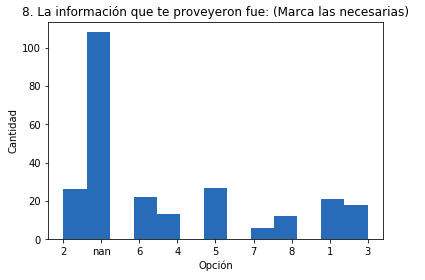 8. La información que te proveyeron fue: (Marca las necesarias)
100
80
60
40
20
0
Cantidad
2 nan 6 4 5 7 8 1 3
Opción